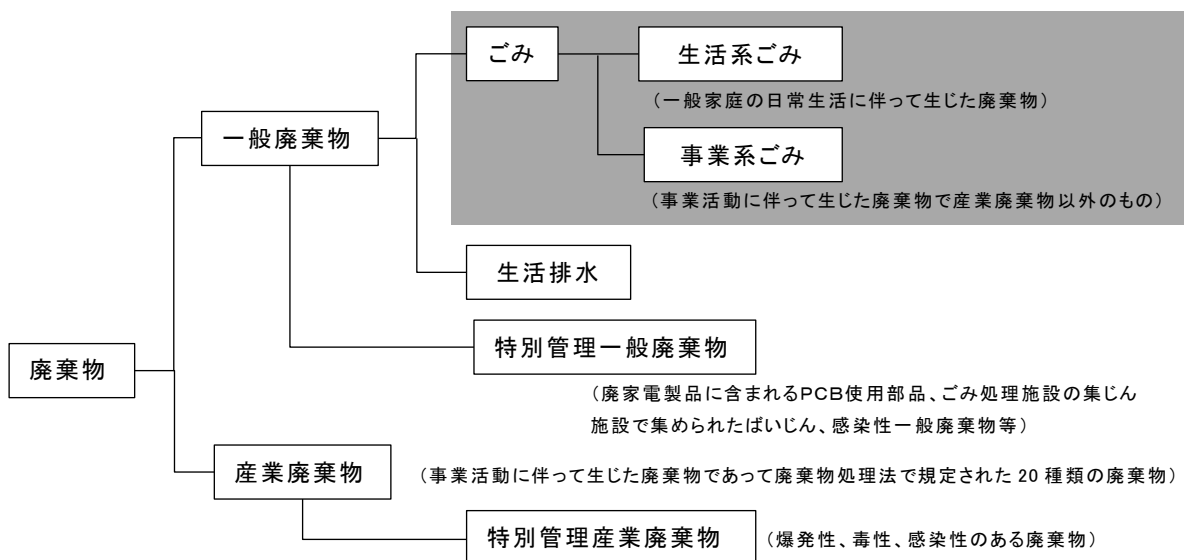 ごみ
生活系ごみ
(一般家庭の日常生活に伴って生じた廃棄物)
一般廃棄物
事業系ごみ
(事業活動に伴って生じた廃棄物で産業廃棄物以外のもの)
生活排水
特別管理一般廃棄物
廃棄物
(廃家電製品に含まれるPCB使用部品、ごみ処理施設の集じん
施設で集められたばいじん、感染性一般廃棄物等)
産業廃棄物
(事業活動に伴って生じた廃棄物であって廃棄物処理法で規定された 20 種類の廃棄物)
特別管理産業廃棄物
(爆発性、毒性、感染性のある廃棄物)